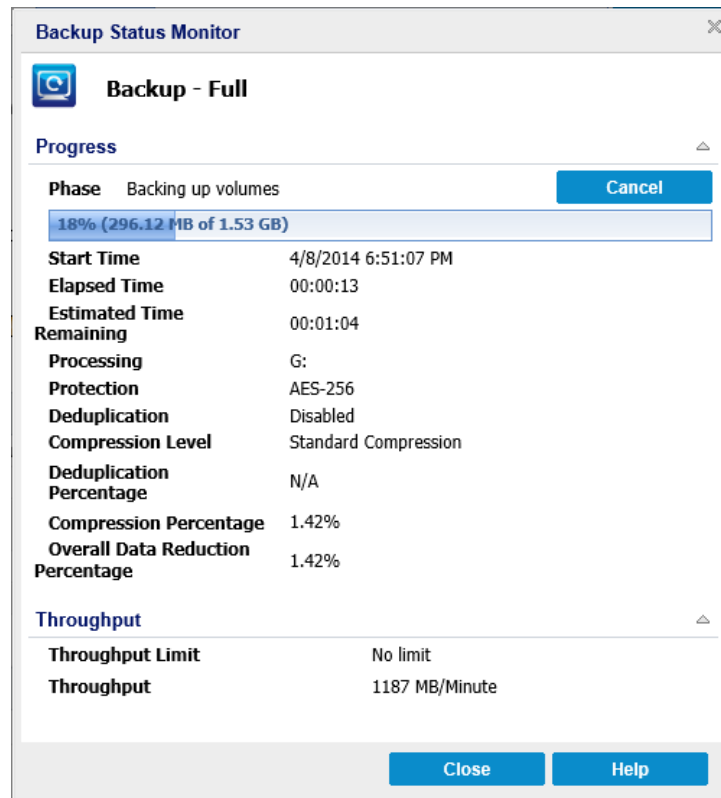 Backup Status Monitor
Backup - Full
Progress
Phase Backing up volumes Cancel
18% (296.12 MB of 1.53 GB)
Start Time 4/8/2014 6:51:07 PM
Elapsed Time 00:00:13
Estimated Time
Remaining 00:01:04
Processing G:
Protection AES-256
Deduplication Disabled
Compression Level Standard Compression
Deduplication
Percentage N/A
Compression Percentage 1.42%
Overall Data Reduction
Percentage 1.42%
Throughput
Throughput Limit No limit
Throughput 1187 MB/Minute
Close Help